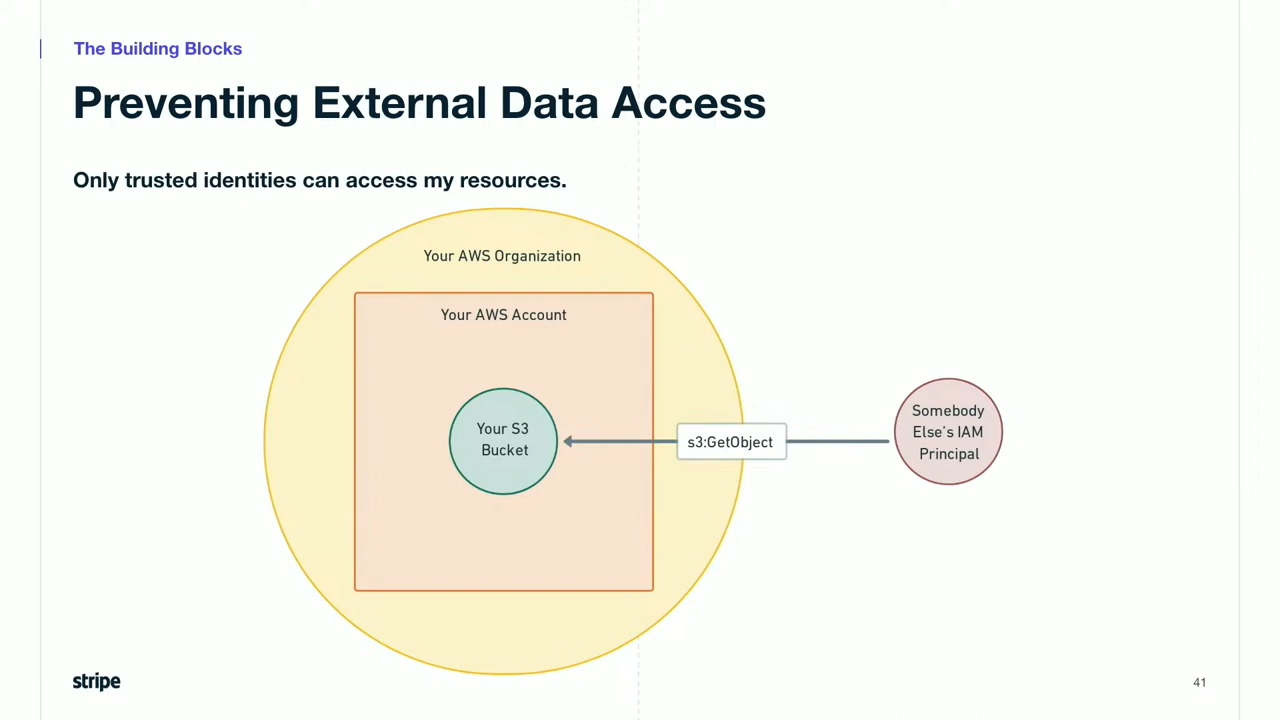 The Building Blocks
Preventing External Data Access
Only trusted identities can access my resources.
Your AWS Organization
Your AWS Account
Your S3
Bucket
s3:GetObject
Somebody
Else's IAM
Principal
stripe
41